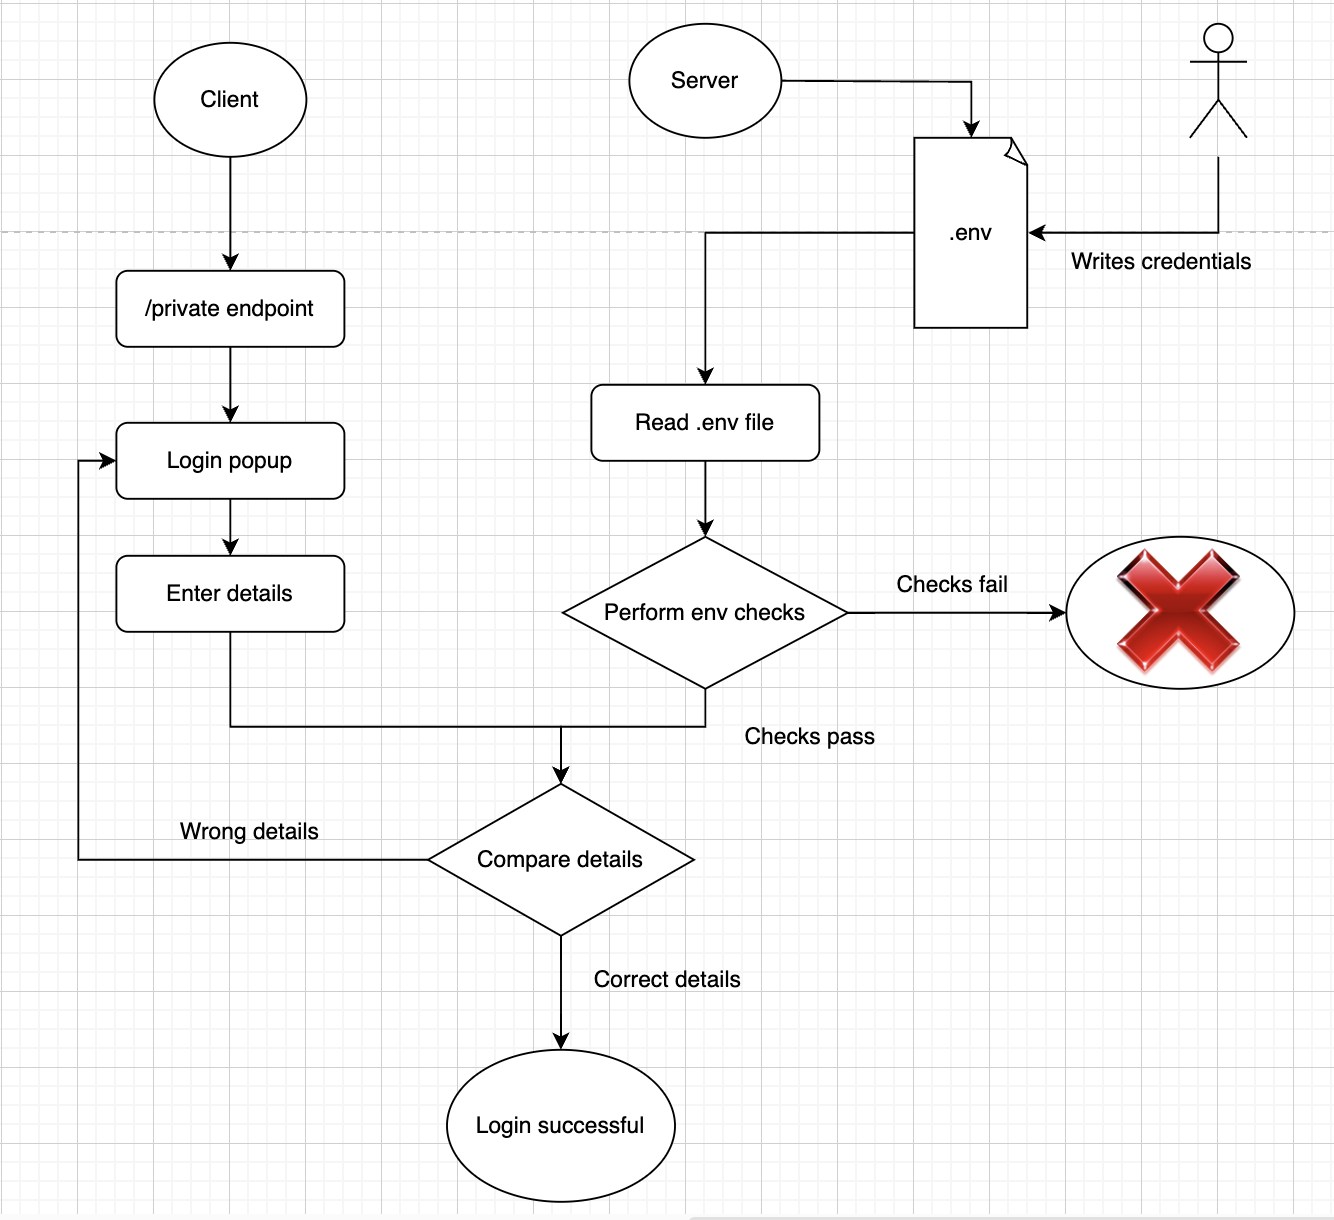 Client
Server
.env
Writes credentials
/private endpoint
Read .env file
Login popup
Enter details
Perform env checks
Checks fail
Checks pass
Wrong details
Compare details
Correct details
Login successful